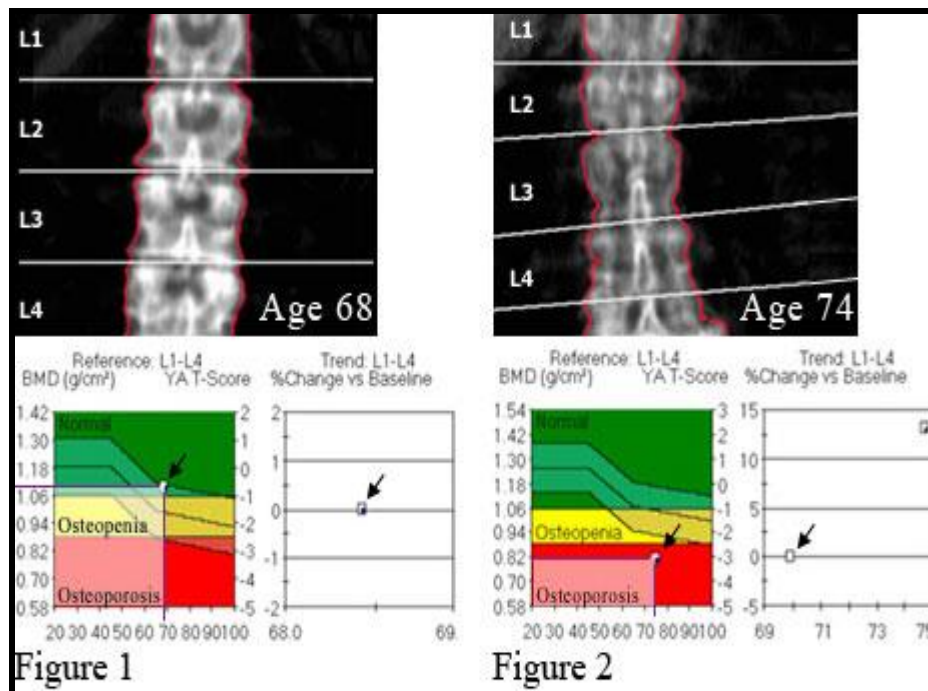 L1
L2
L3
L4
Age 68
Reference: L1-L4
BMD (g/cm²) YA T-Score
1.42
1.30
1.18
1.06
0.94
0.82
0.70
0.58
Normal
Osteopenia
Osteoporosis
2
1
0
-1
-2
-3
-4
-5
20 30 40 50 60 70 80 90 100
Trend: L1-L4
%Change vs Baseline
2
1
0
-1
-2
68.0 69.
Figure 1
L1
L2
L3
L4
Age 74
Reference: L1-L4
BMD (g/cm²) YA T-Score
1.54
1.42
1.30
1.18
1.06
0.94
0.82
0.70
0.58
Normal
Osteopenia
Osteoporosis
3
2
1
0
-1
-2
-3
-4
-5
20 30 40 50 60 70 80 90 100
Trend: L1-L4
%Change vs Baseline
15
10
5
0
-5
69 71 73 75
Figure 2